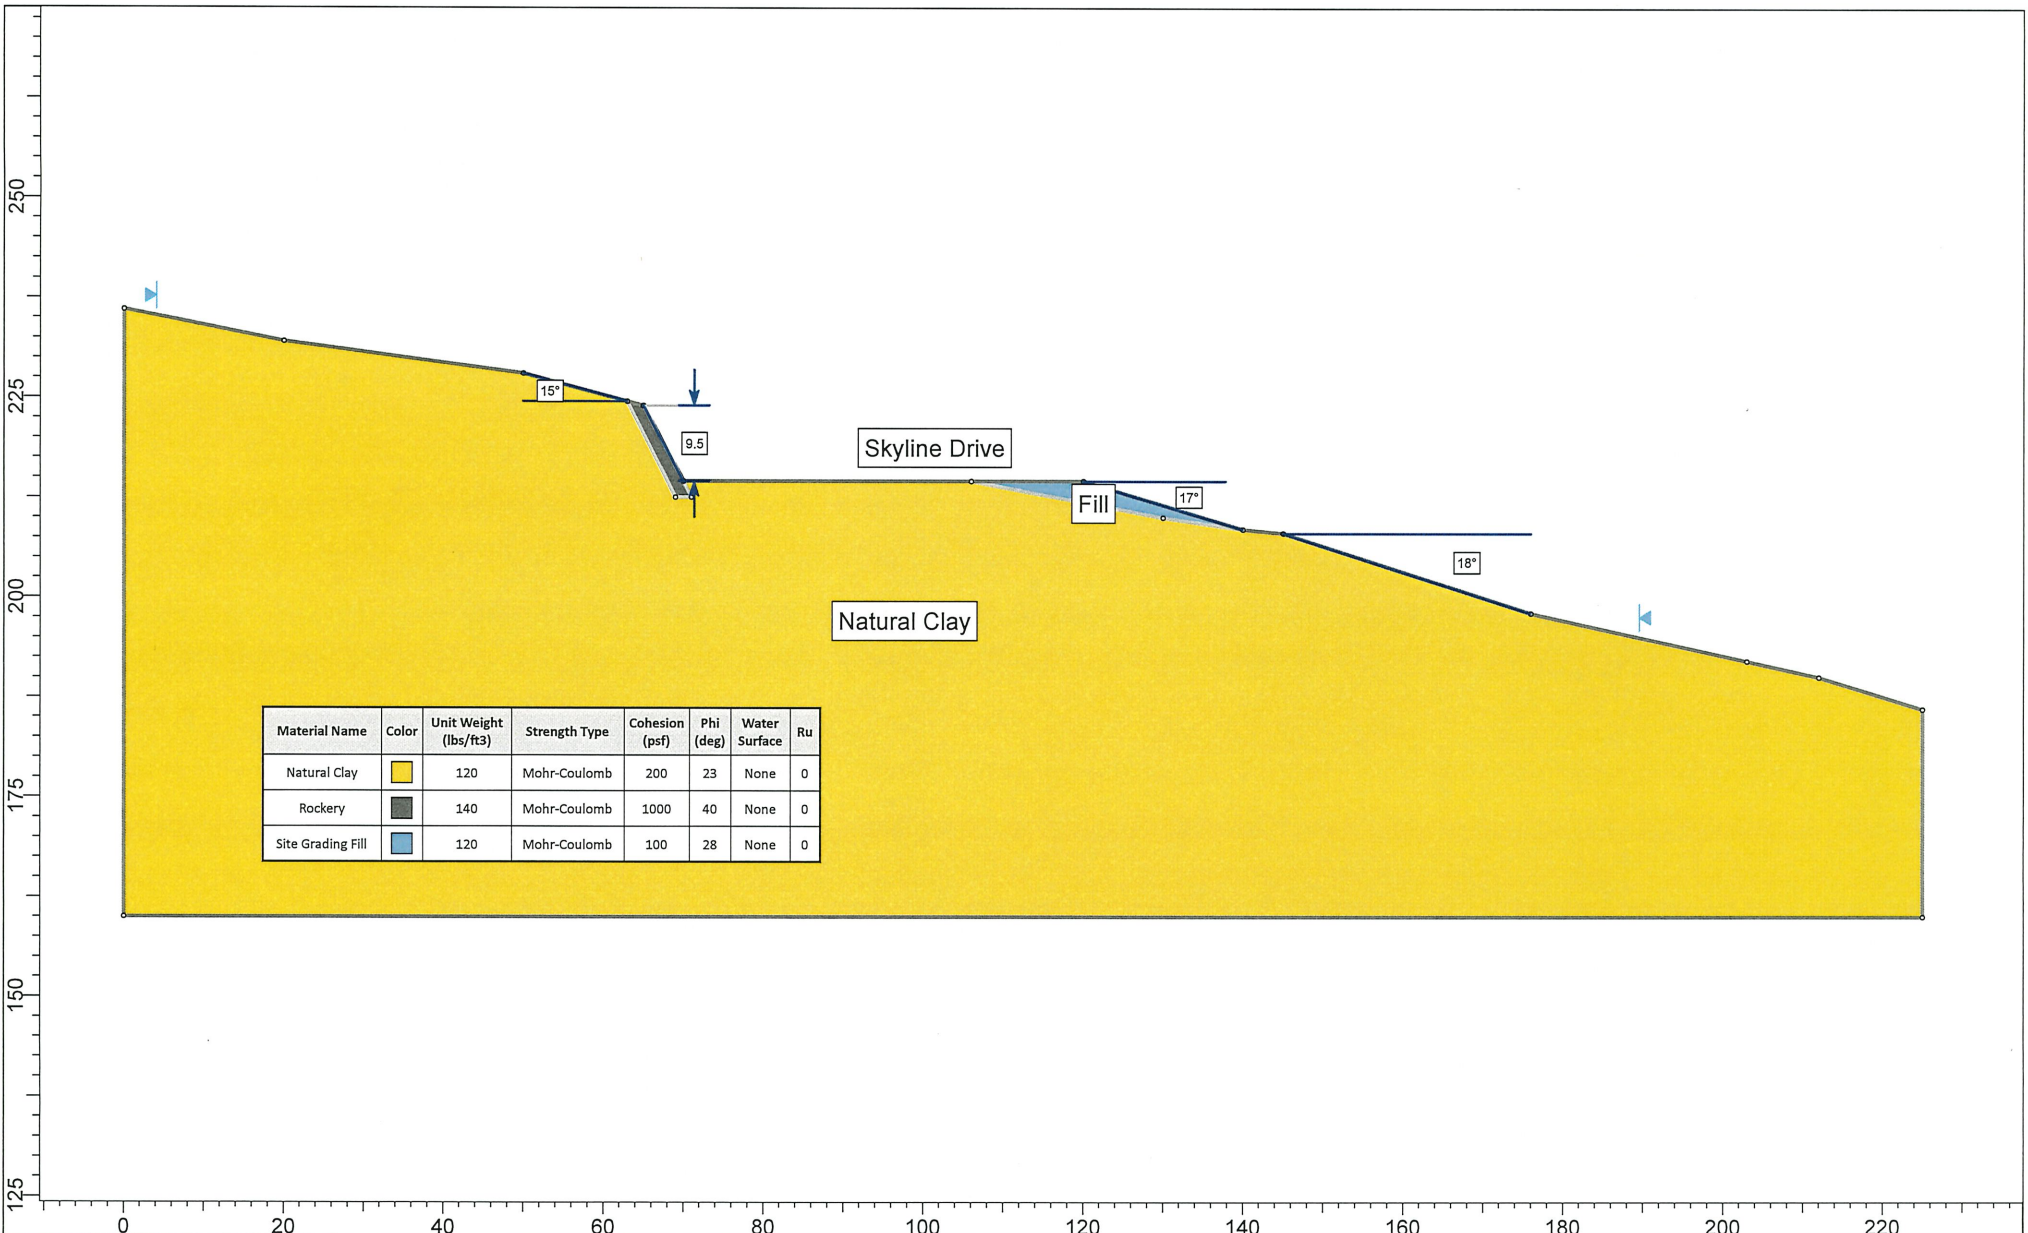 250
225
200
175
150
125
15°
9.5
Skyline Drive
Fill
17°
18°
Natural Clay
Material Name Color Unit Weight (lbs/ft3) Strength Type Cohesion (psf) Phi (deg) Water Surface Ru
Natural Clay 120 Mohr-Coulomb 200 23 None 0
Rockery 140 Mohr-Coulomb 1000 40 None 0
Site Grading Fill 120 Mohr-Coulomb 100 28 None 0
0 20 40 60 80 100 120 140 160 180 200 220